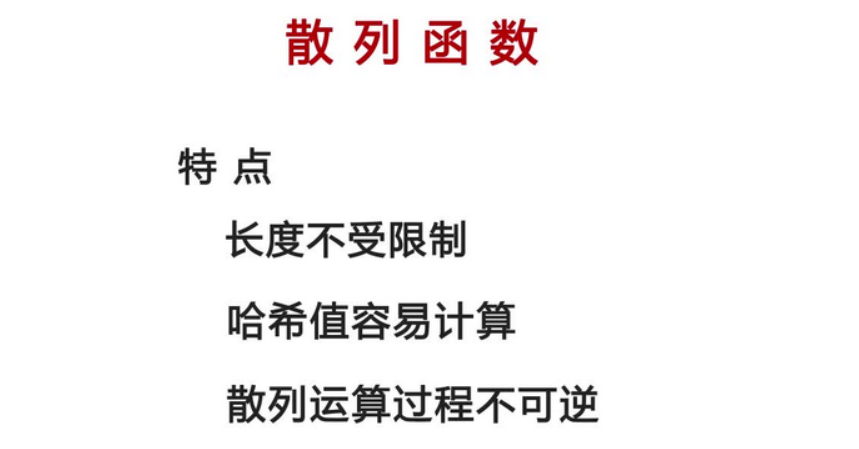 散列函数
特点
长度不受限制
哈希值容易计算
散列运算过程不可逆